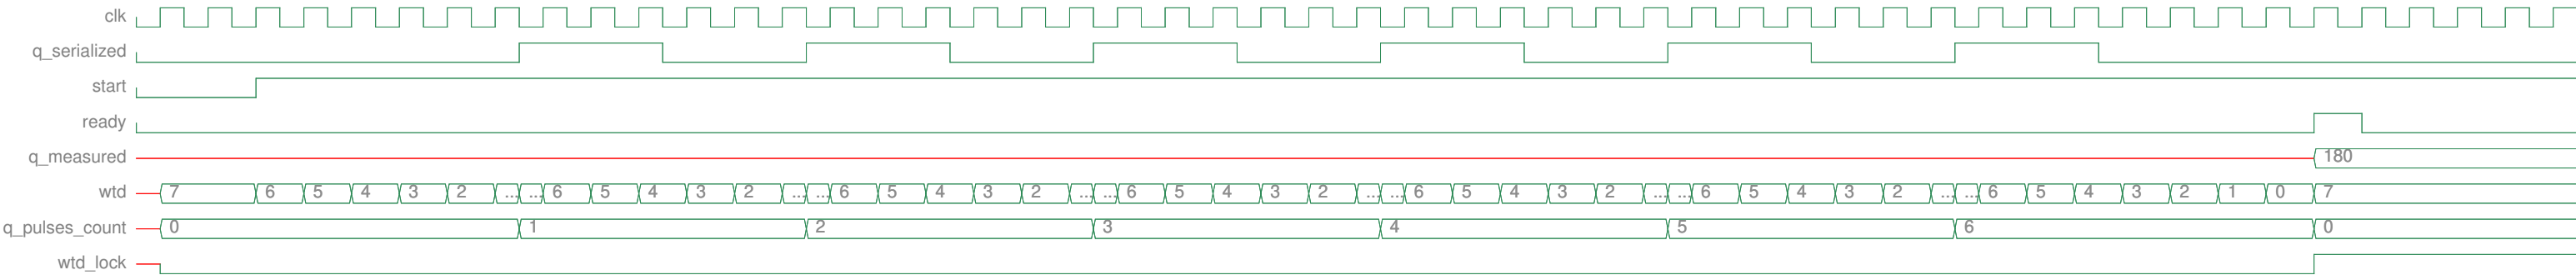 clk
q_serialized
start
ready
q_measured 180
wtd 7 6 5 4 3 2 ... ... 6 5 4 3 2 ... ... 6 5 4 3 2 ... ... 6 5 4 3 2 ... ... 6 5 4 3 2 ... ... 6 5 4 3 2 ... ... 6 5 4 3 2 1 0 7
q_pulses_count 0 1 2 3 4 5 6 0
wtd_lock